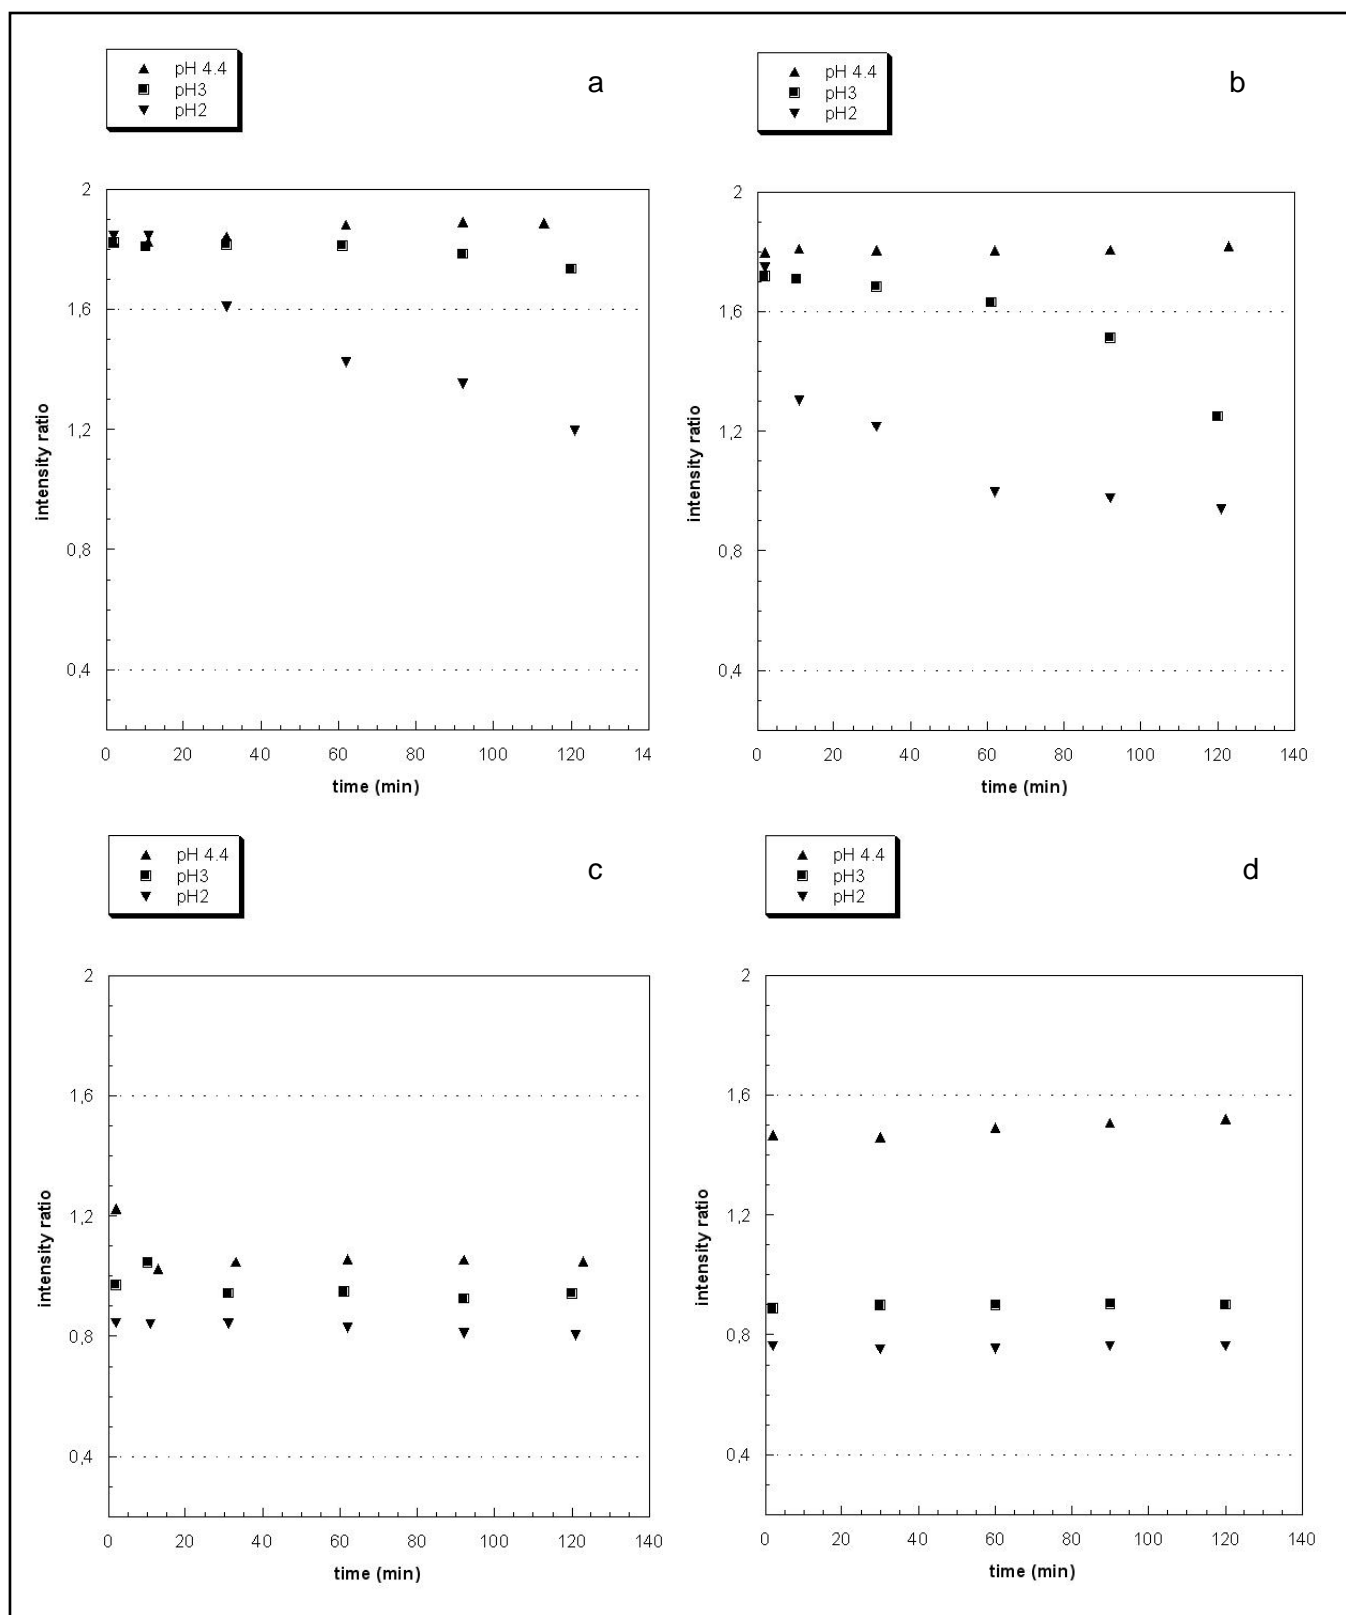 pH 4.4
pH3
pH2
a
2
1,6
1,2
0,8
0,4
intensity ratio
0 20 40 60 80 100 120 14
time (min)
pH 4.4
pH3
pH2
b
2
1,6
1,2
0,8
0,4
intensity ratio
0 20 40 60 80 100 120 140
time (min)
pH 4.4
pH3
pH2
c
2
1,6
1,2
0,8
0,4
intensity ratio
0 20 40 60 80 100 120 140
time (min)
pH 4.4
pH3
pH2
d
2
1,6
1,2
0,8
0,4
intensity ratio
0 20 40 60 80 100 120 140
time (min)